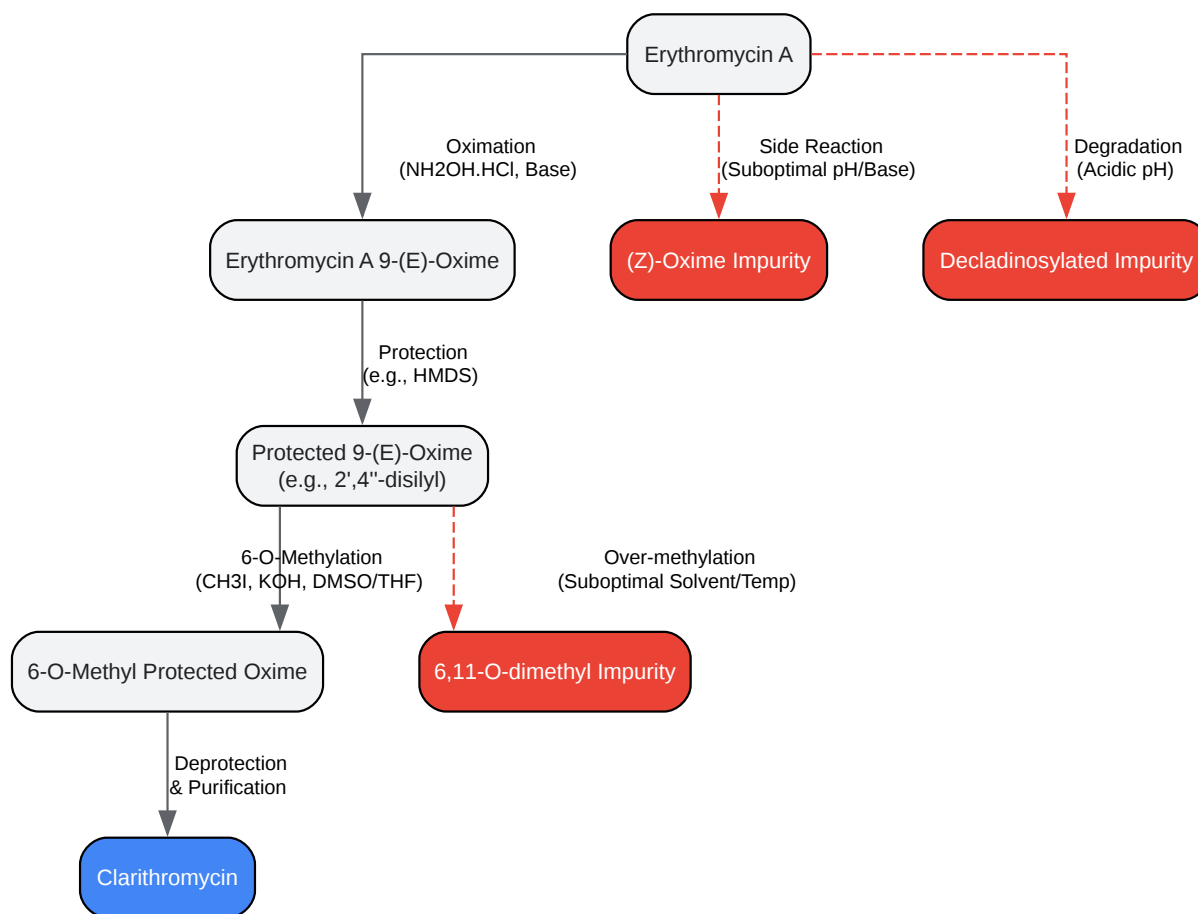 Erythromycin A
Oximation
(NH2OH.HCl, Base)
Side Reaction
(Suboptimal pH/Base)
Degradation
(Acidic pH)
Erythromycin A 9-(E)-Oxime
(Z)-Oxime Impurity
Decladinosylated Impurity
Protection
(e.g., HMDS)
Protected 9-(E)-Oxime
(e.g., 2',4''-disilyl)
6-O-Methylation
(CH3I, KOH, DMSO/THF)
Over-methylation
(Suboptimal Solvent/Temp)
6-O-Methyl Protected Oxime
6,11-O-dimethyl Impurity
Deprotection
& Purification
Clarithromycin